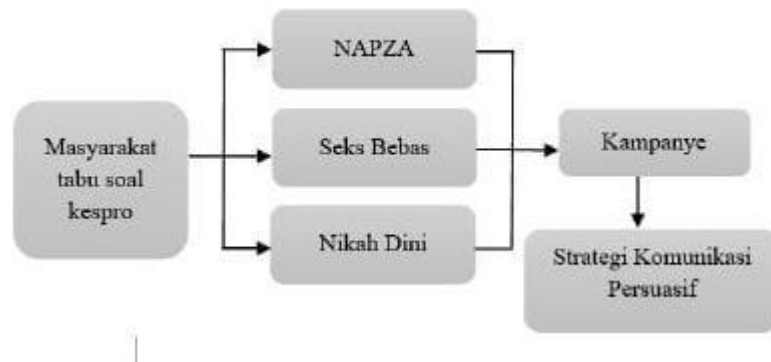 Masyarakat
tabu soal
kespro
NAPZA
Seks Bebas
Nikah Dini
Kampanye
Strategi Komunikasi
Persuasif